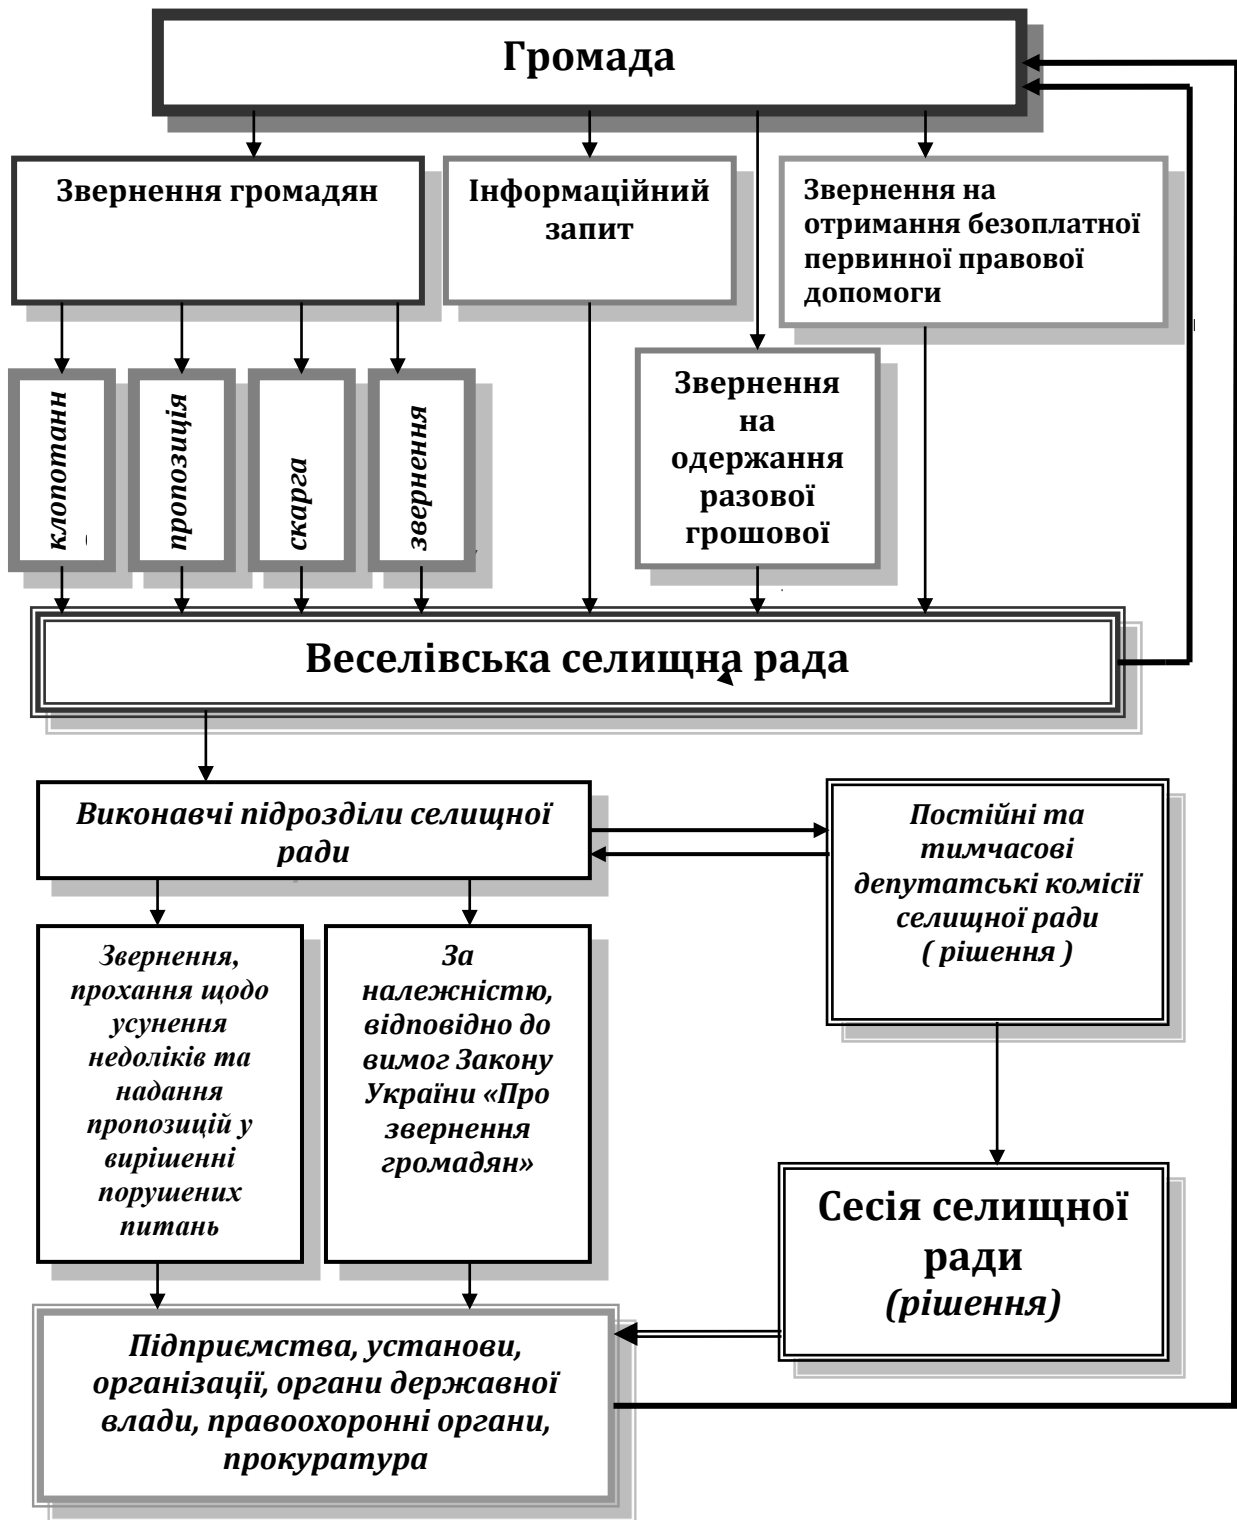 Громада
Звернення громадян
Інформаційний
запит
Звернення на
отримання безоплатної
первинної правової
допомоги
клопотанн
пропозиція
скарга
звернення
Звернення
на
одержання
разової
грошової
Веселівська селищна рада
Виконавчі підрозділи селищної
ради
Постійні та
тимчасові
депутатські комісії
селищної ради
( рішення )
Звернення,
прохання щодо
усунення
недоліків та
надання
пропозицій у
вирішенні
порушених
питань
За
належністю,
відповідно до
вимог Закону
України «Про
звернення
громадян»
Сесія селищної
ради
(рішення)
Підприємства, установи,
організації, органи державної
влади, правоохоронні органи,
прокуратура